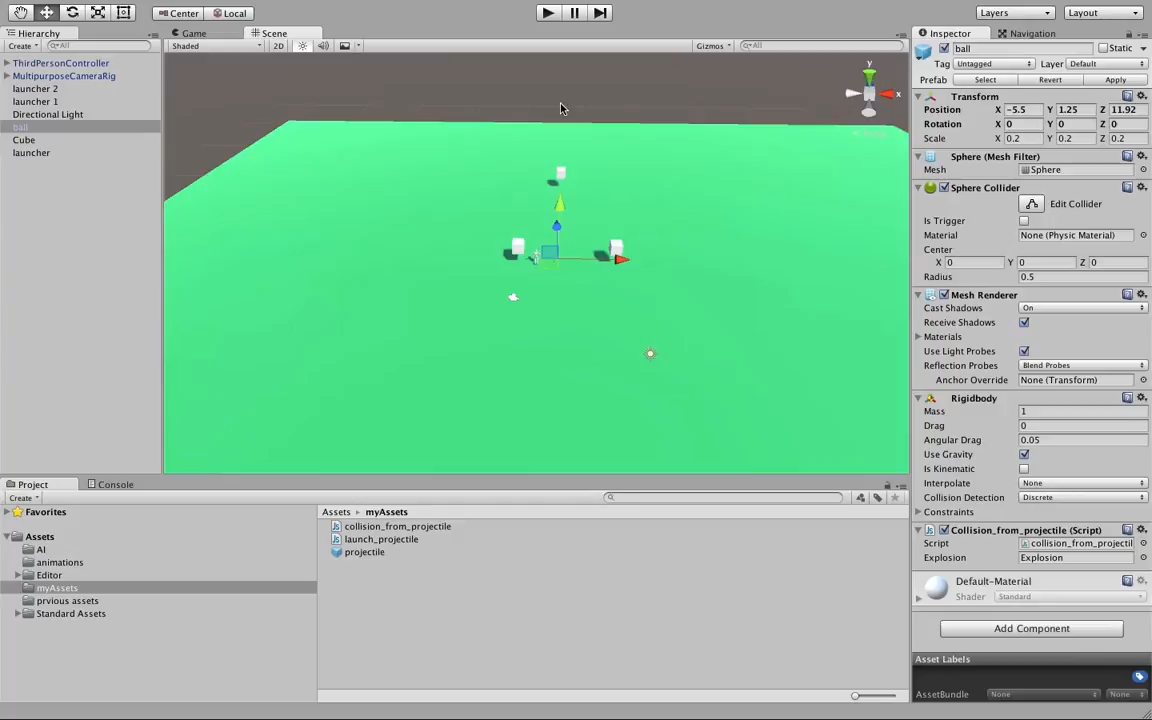 Center Local
Layers Layout
Hierarchy
Create All
ThirdPersonController
MultipurposeCameraRig
launcher 2
launcher 1
Directional Light
ball
Cube
launcher
Game Scene
Shaded 2D Gizmos All
y
x
Inspector Navigation
ball Static
Tag Untagged Layer Default
Prefab Select Revert Apply
Transform
Position X -5.5 Y 1.25 Z 11.92
Rotation X 0 Y 0 Z 0
Scale X 0.2 Y 0.2 Z 0.2
Sphere (Mesh Filter)
Mesh Sphere
Sphere Collider
Edit Collider
Is Trigger
Material None (Physic Material)
Center
X 0 Y 0 Z 0
Radius 0.5
Mesh Renderer
Cast Shadows On
Receive Shadows
Materials
Use Light Probes
Reflection Probes Blend Probes
Anchor Override None (Transform)
Rigidbody
Mass 1
Drag 0
Angular Drag 0.05
Use Gravity
Is Kinematic
Interpolate None
Collision Detection Discrete
Constraints
Collision_from_projectile (Script)
Script collision_from_projectil
Explosion Explosion
Default-Material
Shader Standard
Add Component
Asset Labels
AssetBundle None None
Project Console
Create
Favorites
Assets
AI
animations
Editor
myAssets
prvious assets
Standard Assets
Assets myAssets
collision_from_projectile
launch_projectile
projectile